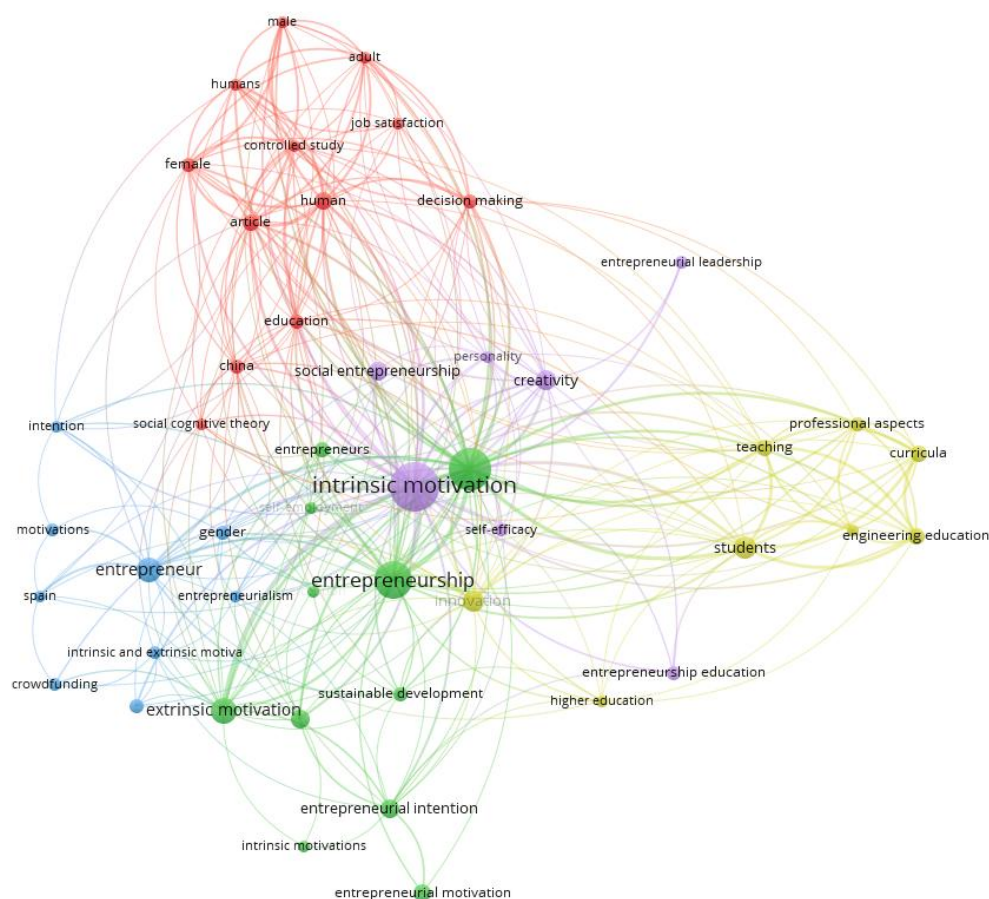 male
adult
humans
job satisfaction
controlled study
female
human
decision making
article
entrepreneurial leadership
education
personality
china
social entrepreneurship
creativity
intention
social cognitive theory
professional aspects
entrepreneurs
teaching
curricula
intrinsic motivation
self-employment
motivations
gender
self-efficacy
engineering education
students
entrepreneur
entrepreneurship
spain
entrepreneurialism
innovation
intrinsic and extrinsic motiva
entrepreneurship education
crowdfunding
sustainable development
higher education
extrinsic motivation
entrepreneurial intention
intrinsic motivations
entrepreneurial motivation